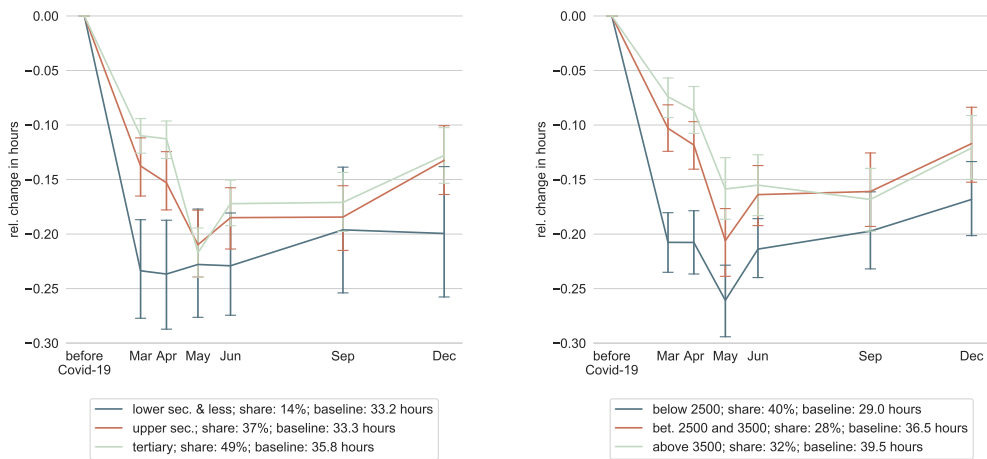 0.00
−0.05
−0.10
−0.15
−0.20
−0.25
−0.30
rel. change in hours
before
Covid-19
Mar Apr May Jun Sep Dec
lower sec. & less; share: 14%; baseline: 33.2 hours
upper sec.; share: 37%; baseline: 33.3 hours
tertiary; share: 49%; baseline: 35.8 hours
0.00
−0.05
−0.10
−0.15
−0.20
−0.25
−0.30
rel. change in hours
before
Covid-19
Mar Apr May Jun Sep Dec
below 2500; share: 40%; baseline: 29.0 hours
bet. 2500 and 3500; share: 28%; baseline: 36.5 hours
above 3500; share: 32%; baseline: 39.5 hours